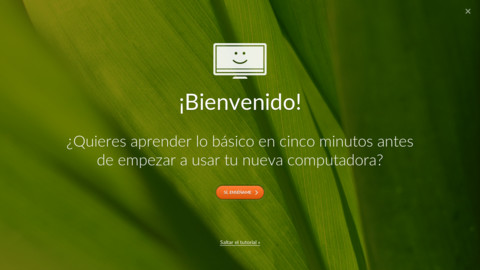 ¡Bienvenido!
¿Quieres aprender lo básico en cinco minutos antes
de empezar a usar tu nueva computadora?
SÍ, ENSÉÑAME
Saltar el tutorial ›